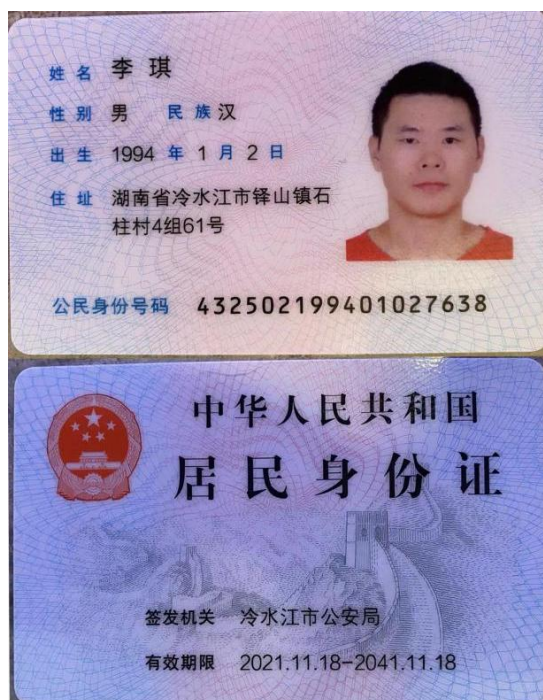 姓名 李琪
性别 男 民族 汉
出生 1994 年 1 月 2 日
住址 湖南省冷水江市铎山镇石
柱村4组61号
公民身份号码 432502199401027638
中华人民共和国
居民身份证
签发机关 冷水江市公安局
有效期限 2021.11.18-2041.11.18